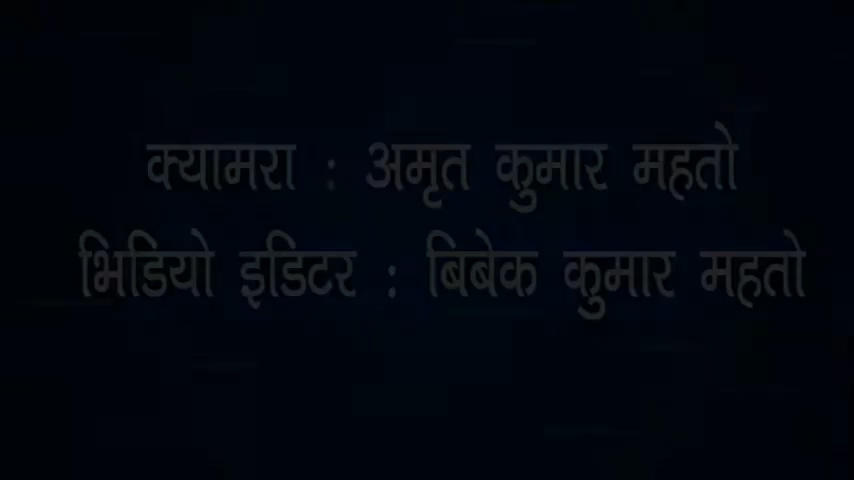 क्यामरा : अमृत कुमार महतो
भिडियो इडिटर : बिबेक कुमार महतो